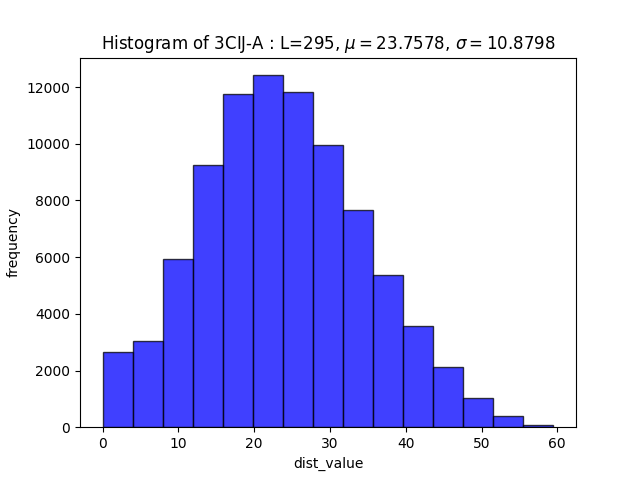 Histogram of 3CIJ-A : L=295, μ = 23.7578, σ = 10.8798
12000
10000
8000
6000
4000
2000
0
frequency
0 10 20 30 40 50 60
dist_value